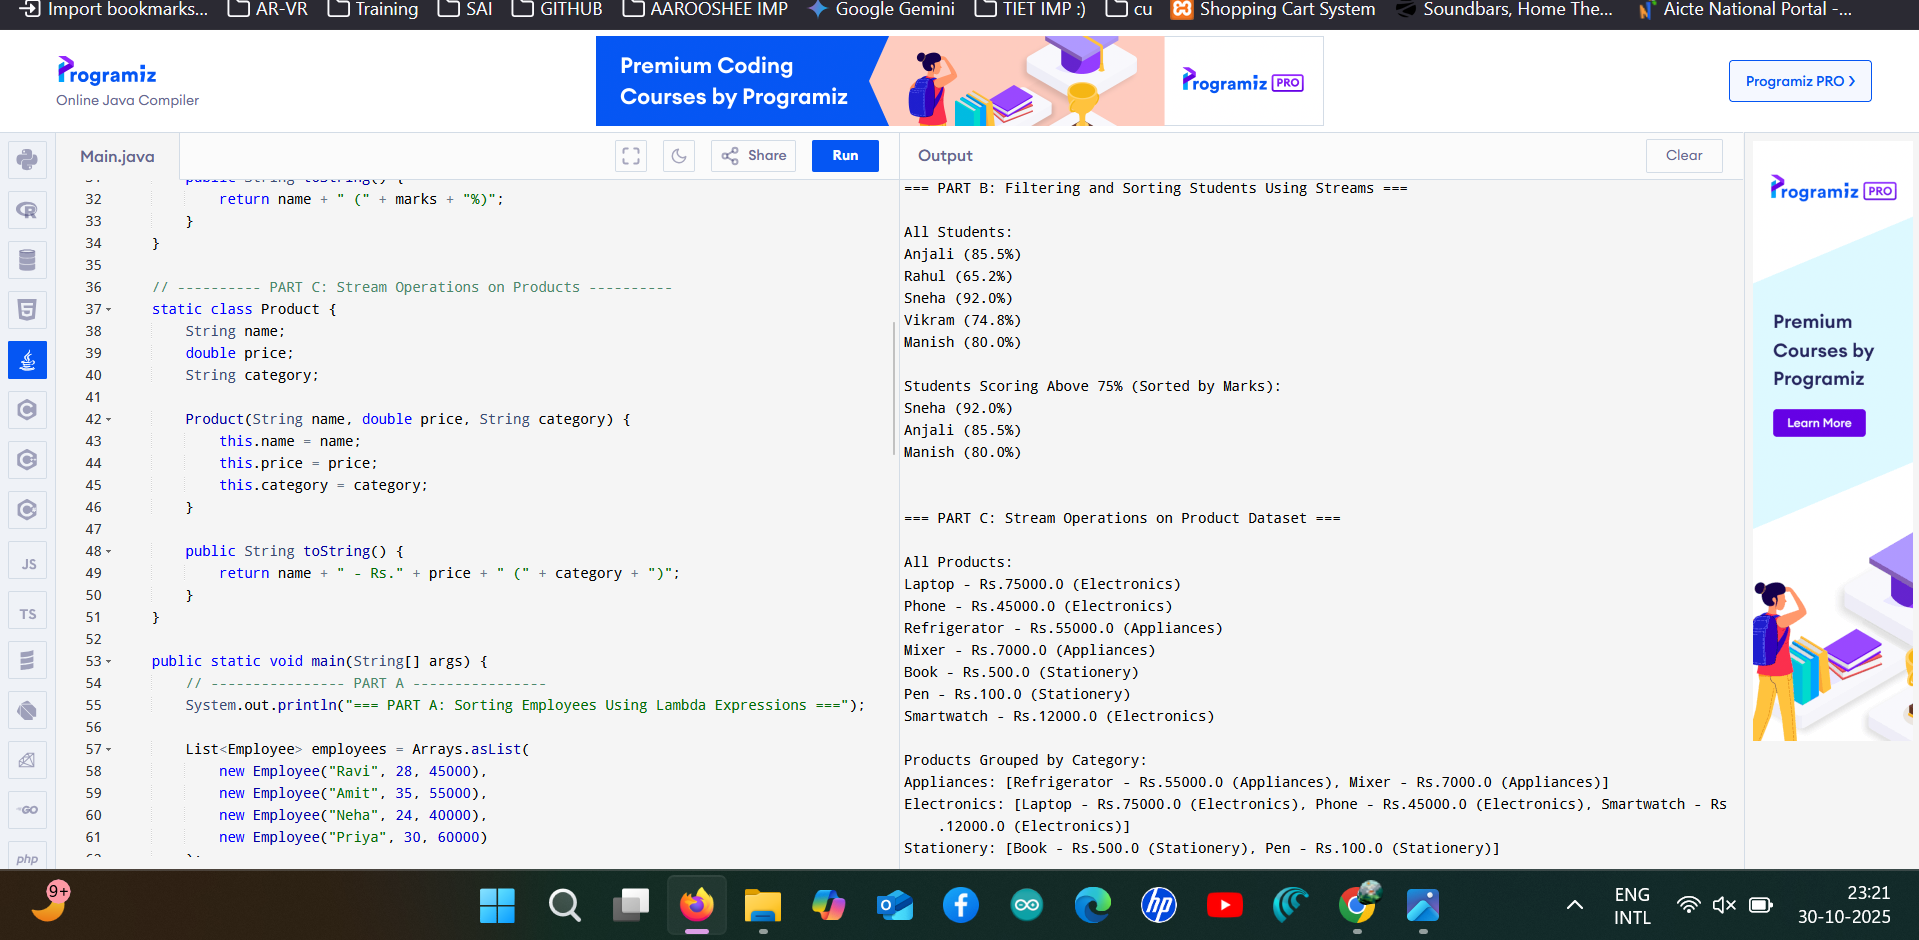 Import bookmarks...
AR-VR
Training
SAI
GITHUB
AAROOSHEE IMP
Google Gemini
TIET IMP :)
cu
Shopping Cart System
Soundbars, Home The...
Aicte National Portal -...
Programiz
Online Java Compiler
Premium Coding
Courses by Programiz
Programiz PRO
Programiz PRO
Main.java
Share
Run
Output
Clear
31 public String toString() {
32 return name + " (" + marks + "%)";
33 }
34 }
35
36 // ---------- PART C: Stream Operations on Products ----------
37 static class Product {
38 String name;
39 double price;
40 String category;
41
42 Product(String name, double price, String category) {
43 this.name = name;
44 this.price = price;
45 this.category = category;
46 }
47
48 public String toString() {
49 return name + " - Rs." + price + " (" + category + ")";
50 }
51 }
52
53 public static void main(String[] args) {
54 // ---------------- PART A ----------------
55 System.out.println("=== PART A: Sorting Employees Using Lambda Expressions ===");
56
57 List<Employee> employees = Arrays.asList(
58 new Employee("Ravi", 28, 45000),
59 new Employee("Amit", 35, 55000),
60 new Employee("Neha", 24, 40000),
61 new Employee("Priya", 30, 60000)
=== PART B: Filtering and Sorting Students Using Streams ===
All Students:
Anjali (85.5%)
Rahul (65.2%)
Sneha (92.0%)
Vikram (74.8%)
Manish (80.0%)
Students Scoring Above 75% (Sorted by Marks):
Sneha (92.0%)
Anjali (85.5%)
Manish (80.0%)
=== PART C: Stream Operations on Product Dataset ===
All Products:
Laptop - Rs.75000.0 (Electronics)
Phone - Rs.45000.0 (Electronics)
Refrigerator - Rs.55000.0 (Appliances)
Mixer - Rs.7000.0 (Appliances)
Book - Rs.500.0 (Stationery)
Pen - Rs.100.0 (Stationery)
Smartwatch - Rs.12000.0 (Electronics)
Products Grouped by Category:
Appliances: [Refrigerator - Rs.55000.0 (Appliances), Mixer - Rs.7000.0 (Appliances)]
Electronics: [Laptop - Rs.75000.0 (Electronics), Phone - Rs.45000.0 (Electronics), Smartwatch - Rs
.12000.0 (Electronics)]
Stationery: [Book - Rs.500.0 (Stationery), Pen - Rs.100.0 (Stationery)]
Programiz PRO
Premium
Courses by
Programiz
Learn More
JS
TS
GO
php
9+
hp
ENG
INTL
23:21
30-10-2025